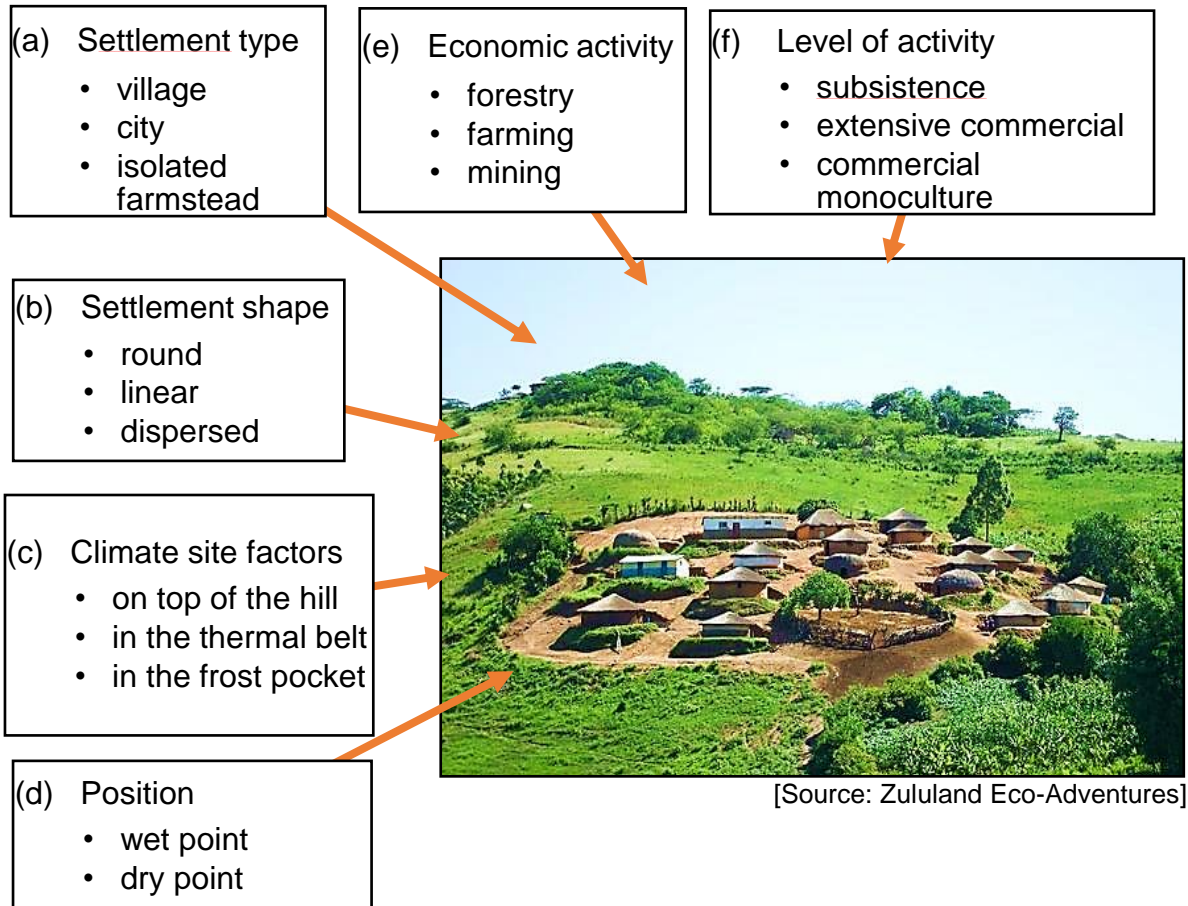 (a) Settlement type
• village
• city
• isolated
farmstead
(e) Economic activity
• forestry
• farming
• mining
(f) Level of activity
• subsistence
• extensive commercial
• commercial
monoculture
(b) Settlement shape
• round
• linear
• dispersed
(c) Climate site factors
• on top of the hill
• in the thermal belt
• in the frost pocket
(d) Position
• wet point
• dry point
[Source: Zululand Eco-Adventures]